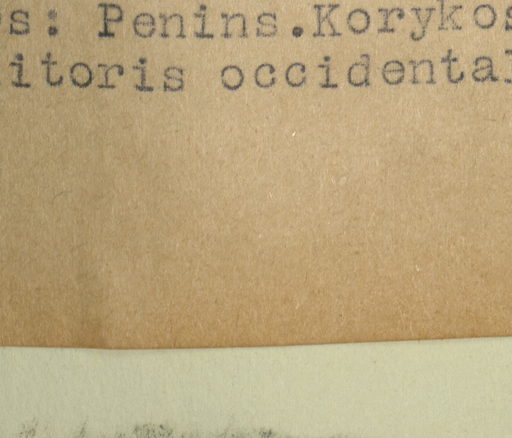 s: Penins.Korykos
itoris occidental